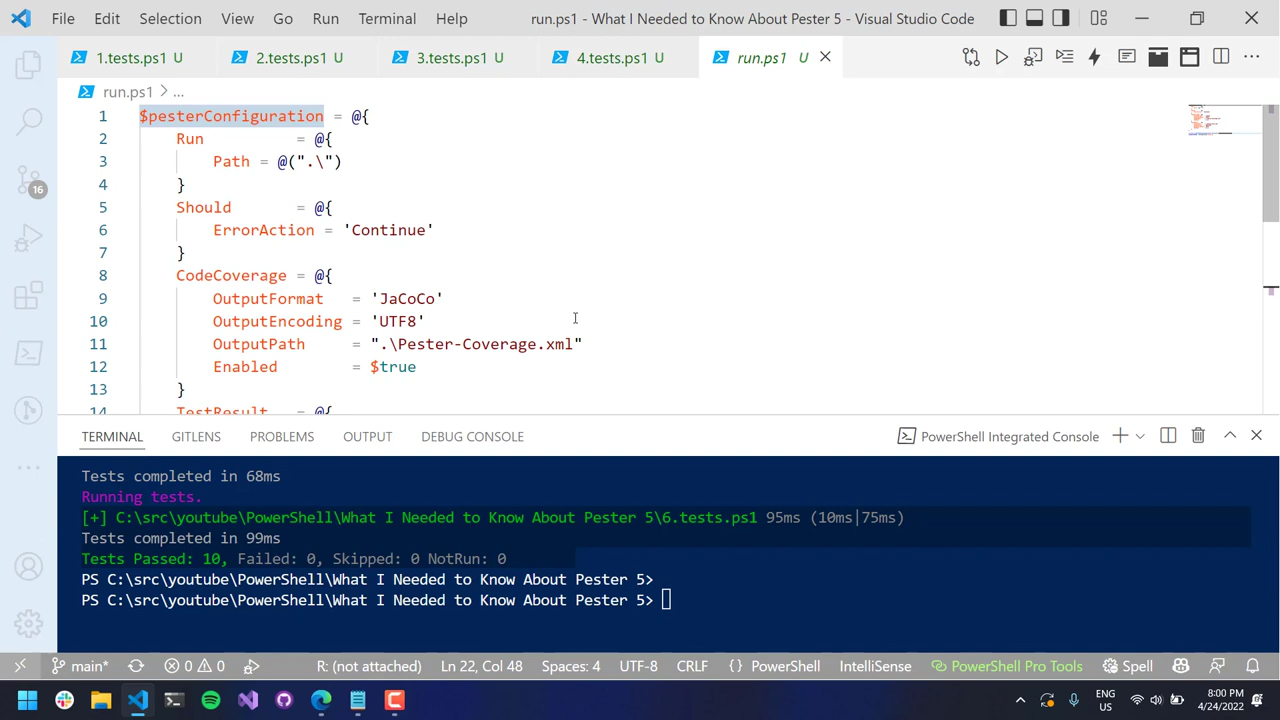 File Edit Selection View Go Run Terminal Help run.ps1 - What I Needed to Know About Pester 5 - Visual Studio Code
1.tests.ps1 U 2.tests.ps1 U 3.tests.ps1 U 4.tests.ps1 U run.ps1 U
run.ps1 > ...
1 $pesterConfiguration = @{
2 Run = @{
3 Path = @(".\")
4 }
5 Should = @{
6 ErrorAction = 'Continue'
7 }
8 CodeCoverage = @{
9 OutputFormat = 'JaCoCo'
10 OutputEncoding = 'UTF8'
11 OutputPath = ".\Pester-Coverage.xml"
12 Enabled = $true
13 }
14 TestResult = @{
16
TERMINAL GITLENS PROBLEMS OUTPUT DEBUG CONSOLE PowerShell Integrated Console
Tests completed in 68ms
Running tests.
[+] C:\src\youtube\PowerShell\What I Needed to Know About Pester 5\6.tests.ps1 95ms (10ms|75ms)
Tests completed in 99ms
Tests Passed: 10, Failed: 0, Skipped: 0 NotRun: 0
PS C:\src\youtube\PowerShell\What I Needed to Know About Pester 5>
PS C:\src\youtube\PowerShell\What I Needed to Know About Pester 5>
main* 0 0 R: (not attached) Ln 22, Col 48 Spaces: 4 UTF-8 CRLF {} PowerShell IntelliSense PowerShell Pro Tools Spell
ENG
US
8:00 PM
4/24/2022